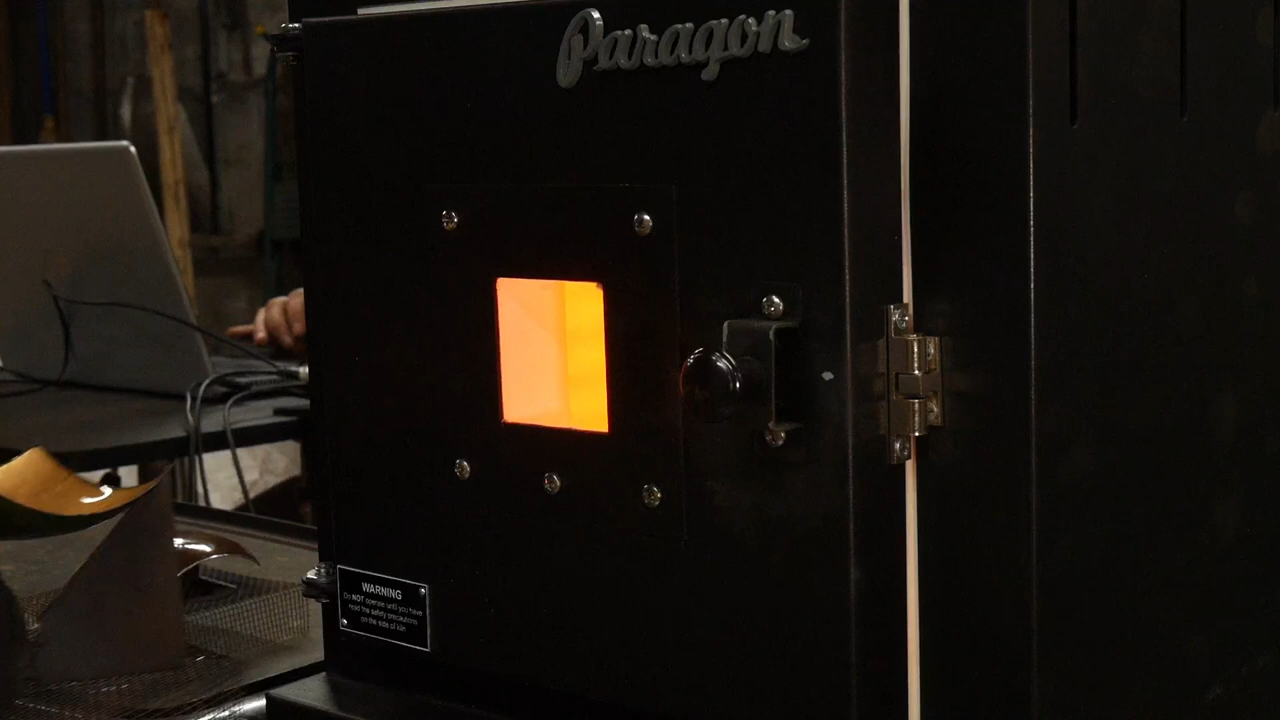 Paragon
WARNING
Do NOT operate until you have
read the safety precautions
on the side of kiln